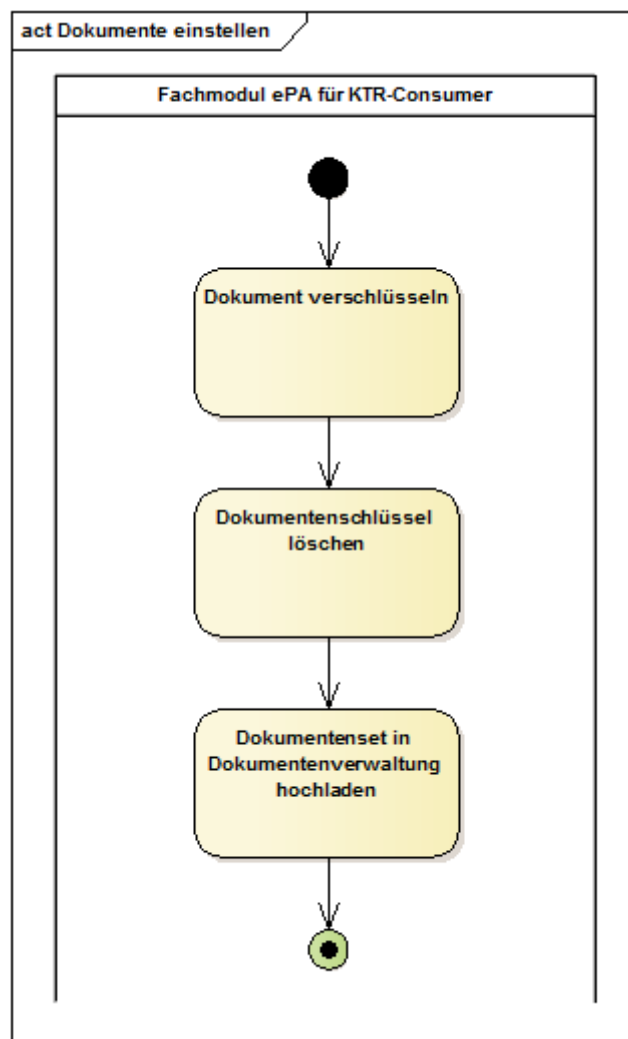 act Dokumente einstellen
Fachmodul ePA für KTR-Consumer
Dokument verschlüsseln
Dokumentenschlüssel
löschen
Dokumentenset in
Dokumentenverwaltung
hochladen